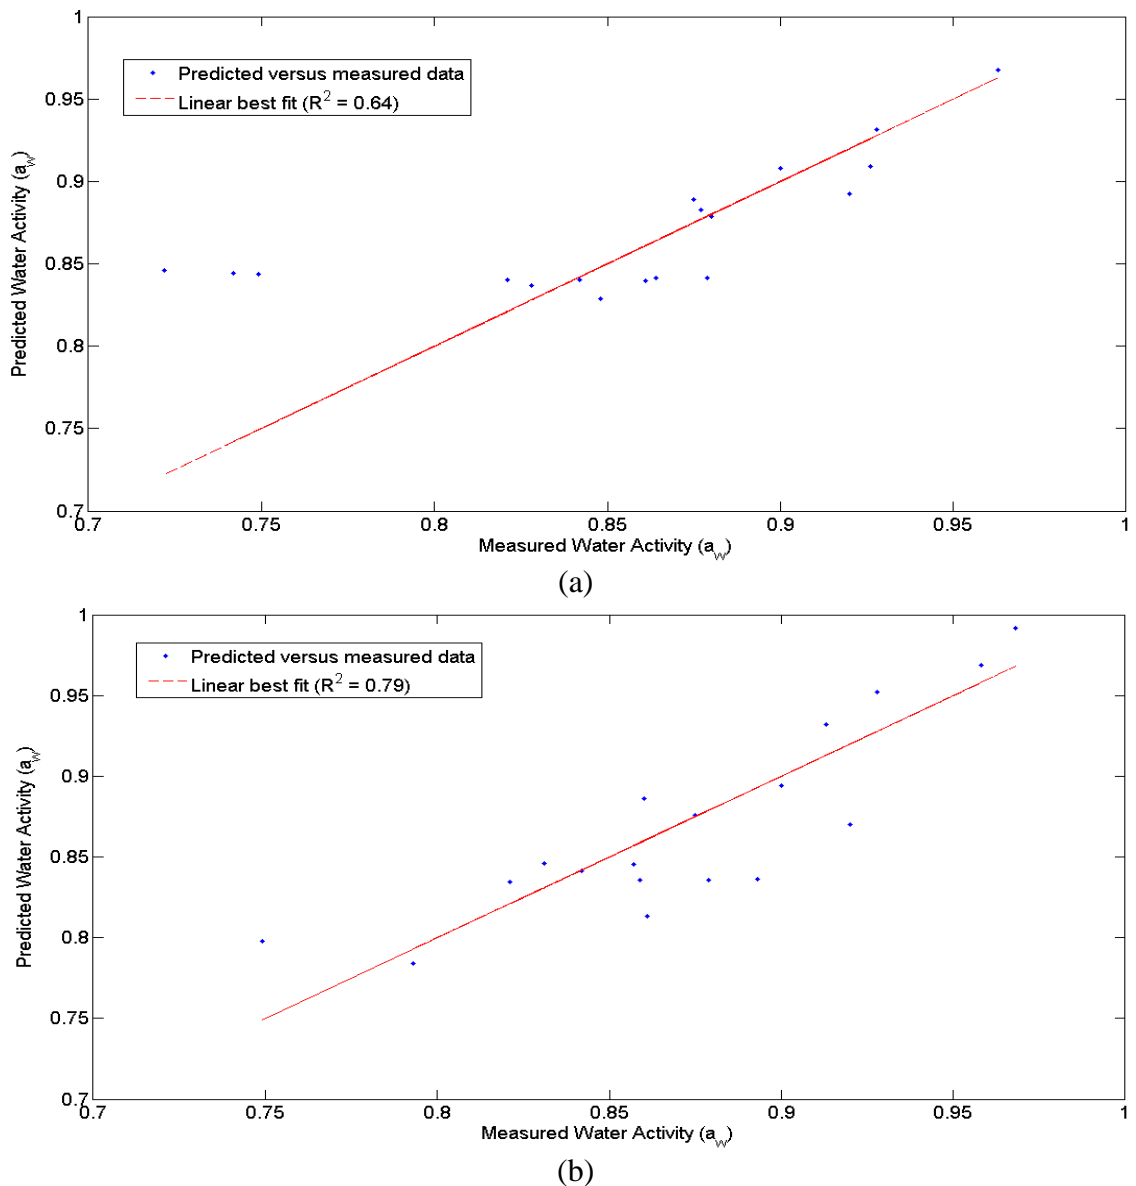 1
0.95
0.9
0.85
0.8
0.75
0.7
Predicted Water Activity (a_w)
Predicted versus measured data
Linear best fit (R² = 0.64)
0.7 0.75 0.8 0.85 0.9 0.95 1
Measured Water Activity (a_w)
(a)
1
0.95
0.9
0.85
0.8
0.75
0.7
Predicted Water Activity (a_w)
Predicted versus measured data
Linear best fit (R² = 0.79)
0.7 0.75 0.8 0.85 0.9 0.95 1
Measured Water Activity (a_w)
(b)